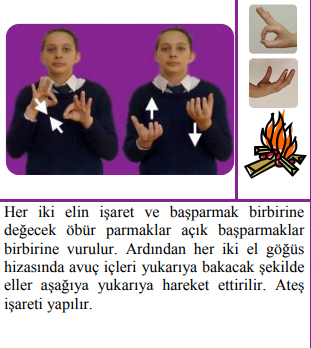 Her iki elin işaret ve başparmak birbirine
değecek öbür parmaklar açık başparmaklar
birbirine vurulur. Ardından her iki el göğüs
hizasında avuç içleri yukarıya bakacak şekilde
eller aşağıya yukarıya hareket ettirilir. Ateş
işareti yapılır.